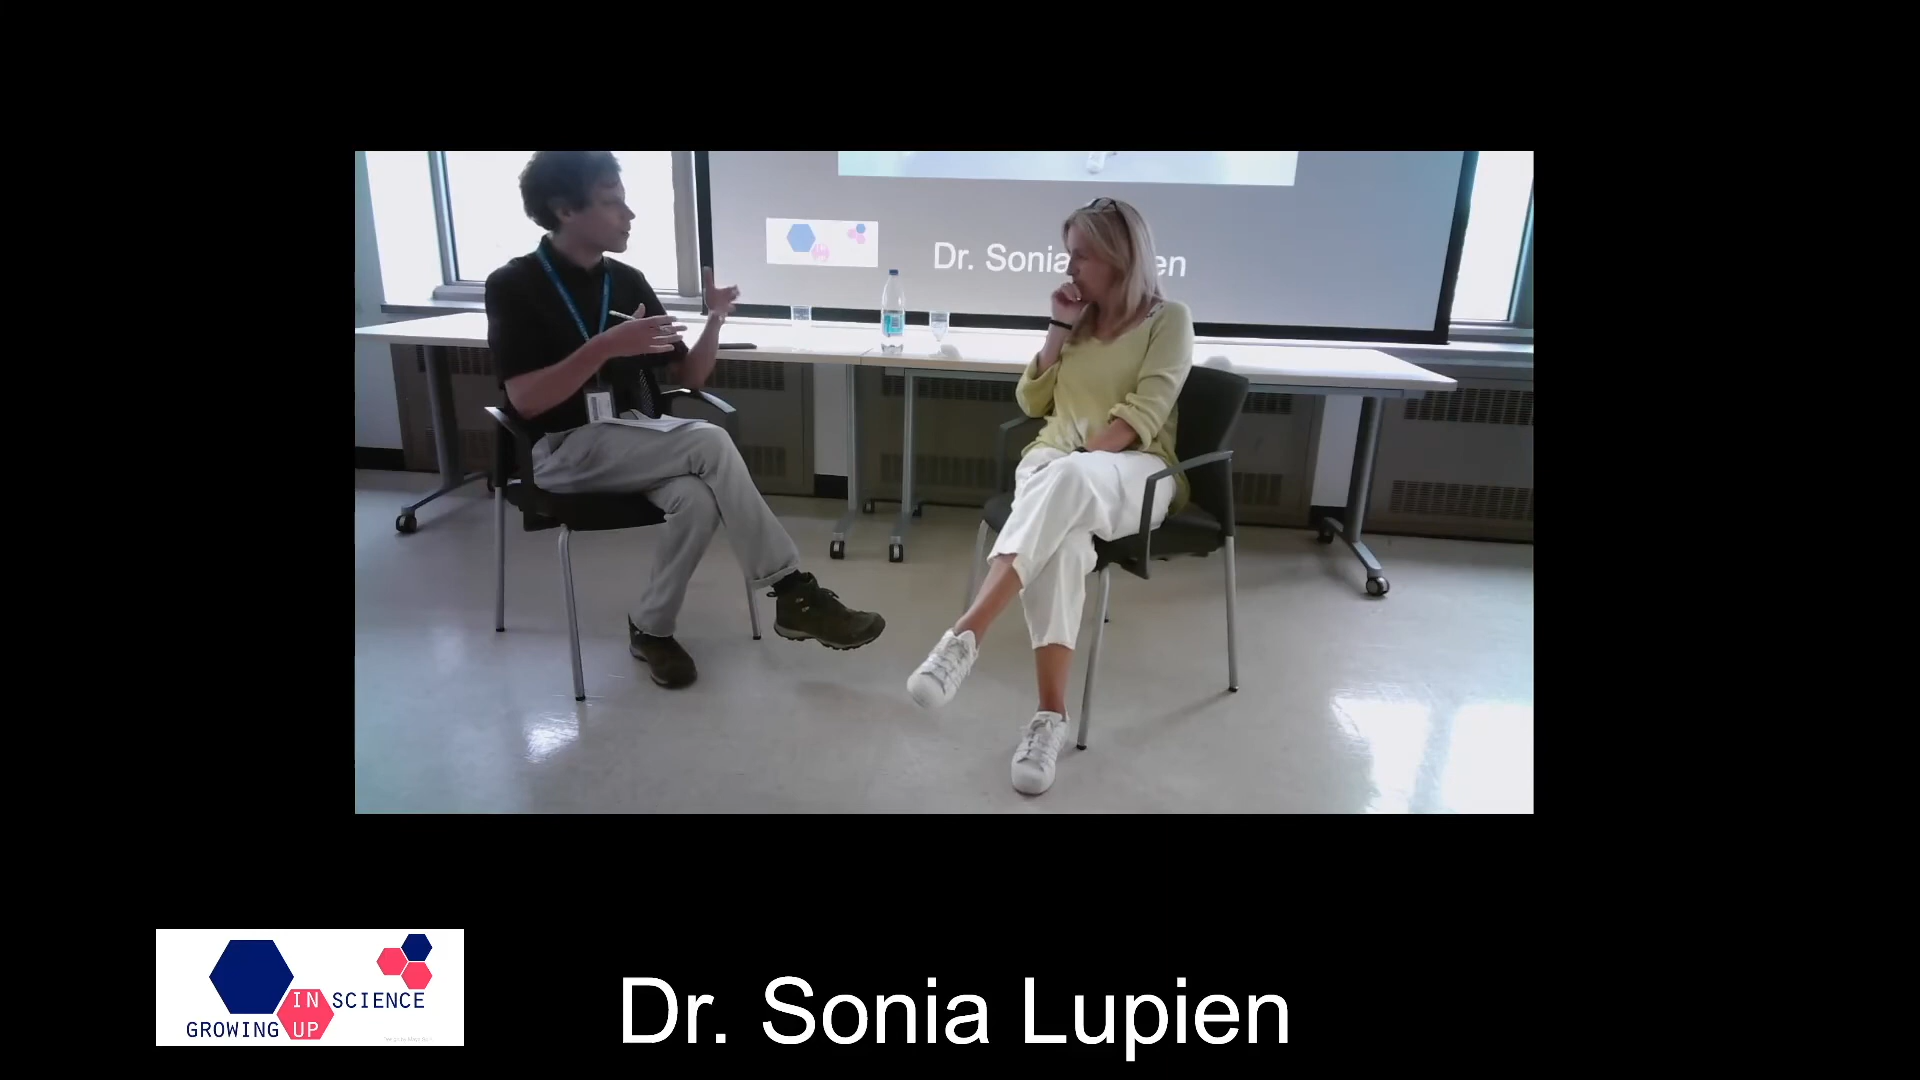 Dr. Sonia
en
IN SCIENCE
GROWING UP
Dr. Sonia Lupien